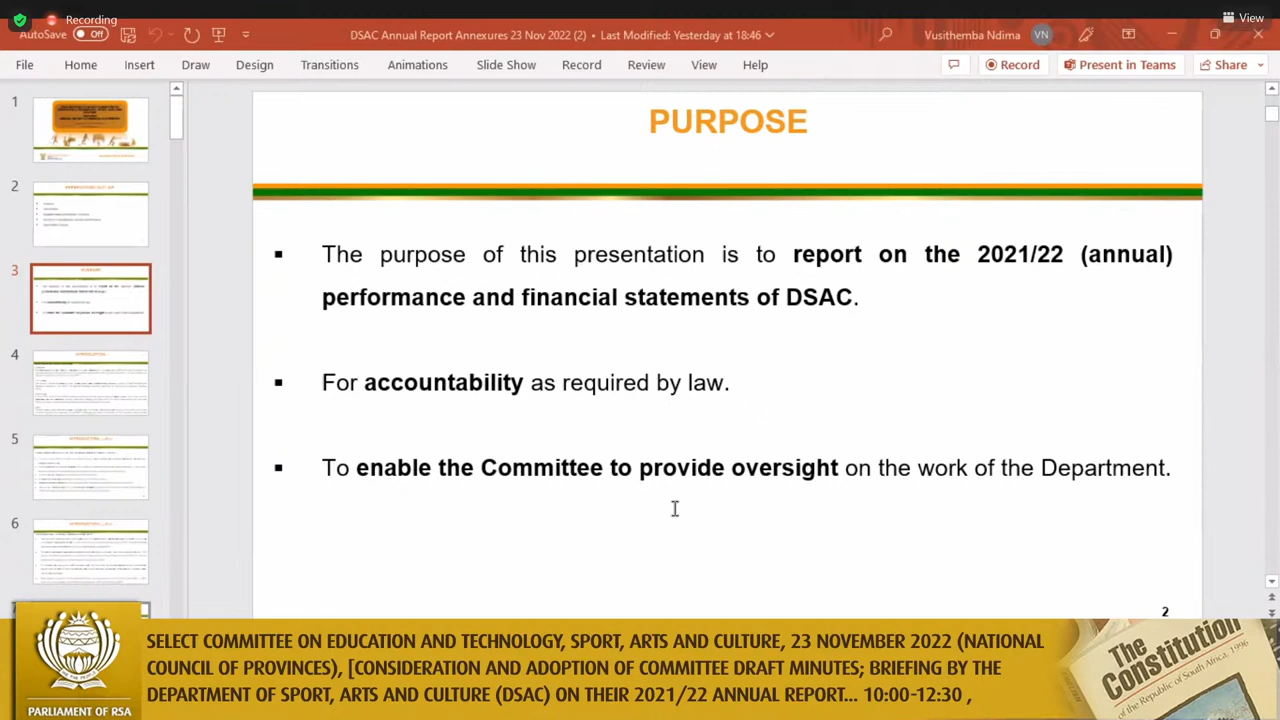 Recording
View
AutoSave Off
DSAC Annual Report Annexures 23 Nov 2022 (2) • Last Modified: Yesterday at 18:46
Vusithemba Ndima VN
File Home Insert Draw Design Transitions Animations Slide Show Record Review View Help
Record Present in Teams Share
1
2
3
4
5
6
PURPOSE
▪ The purpose of this presentation is to report on the 2021/22 (annual)
performance and financial statements of DSAC.
▪ For accountability as required by law.
▪ To enable the Committee to provide oversight on the work of the Department.
2
PARLIAMENT OF RSA
SELECT COMMITTEE ON EDUCATION AND TECHNOLOGY, SPORT, ARTS AND CULTURE, 23 NOVEMBER 2022 (NATIONAL
COUNCIL OF PROVINCES), [CONSIDERATION AND ADOPTION OF COMMITTEE DRAFT MINUTES; BRIEFING BY THE
DEPARTMENT OF SPORT, ARTS AND CULTURE (DSAC) ON THEIR 2021/22 ANNUAL REPORT... 10:00-12:30 ,
The
Constitution
of the Republic of South Africa, 1996